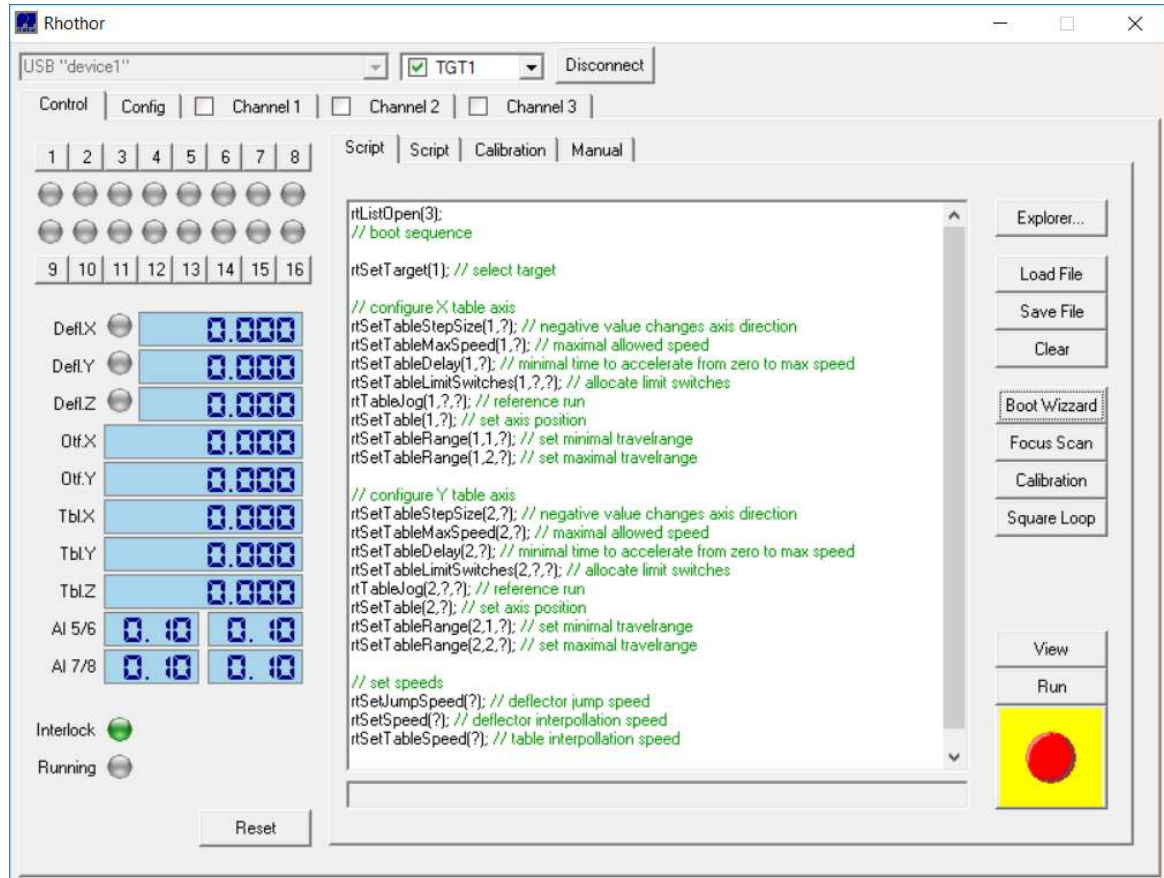 Rhothor
USB "device1" TGT1 Disconnect
Control Config Channel 1 Channel 2 Channel 3
Script Script Calibration Manual
1 2 3 4 5 6 7 8
9 10 11 12 13 14 15 16
Defl.X 0.000
Defl.Y 0.000
Defl.Z 0.000
Otf.X 0.000
Otf.Y 0.000
Tbl.X 0.000
Tbl.Y 0.000
Tbl.Z 0.000
AI 5/6 0. 10 0. 10
AI 7/8 0. 10 0. 10
Interlock
Running
Reset
rtListOpen(3);
// boot sequence
rtSetTarget(1); // select target
// configure X table axis
rtSetTableStepSize(1,?); // negative value changes axis direction
rtSetTableMaxSpeed(1,?); // maximal allowed speed
rtSetTableDelay(1,?); // minimal time to accelerate from zero to max speed
rtSetTableLimitSwitches(1,?,?); // allocate limit switches
rtTableJog(1,?,?); // reference run
rtSetTable(1,?); // set axis position
rtSetTableRange(1,1,?); // set minimal travelrange
rtSetTableRange(1,2,?); // set maximal travelrange
// configure Y table axis
rtSetTableStepSize(2,?); // negative value changes axis direction
rtSetTableMaxSpeed(2,?); // maximal allowed speed
rtSetTableDelay(2,?); // minimal time to accelerate from zero to max speed
rtSetTableLimitSwitches(2,?,?); // allocate limit switches
rtTableJog(2,?,?); // reference run
rtSetTable(2,?); // set axis position
rtSetTableRange(2,1,?); // set minimal travelrange
rtSetTableRange(2,2,?); // set maximal travelrange
// set speeds
rtSetJumpSpeed(?); // deflector jump speed
rtSetSpeed(?); // deflector interpollation speed
rtSetTableSpeed(?); // table interpollation speed
Explorer...
Load File
Save File
Clear
Boot Wizzard
Focus Scan
Calibration
Square Loop
View
Run